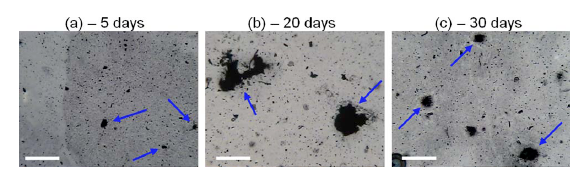 (a) – 5 days
(b) – 20 days
(c) – 30 days